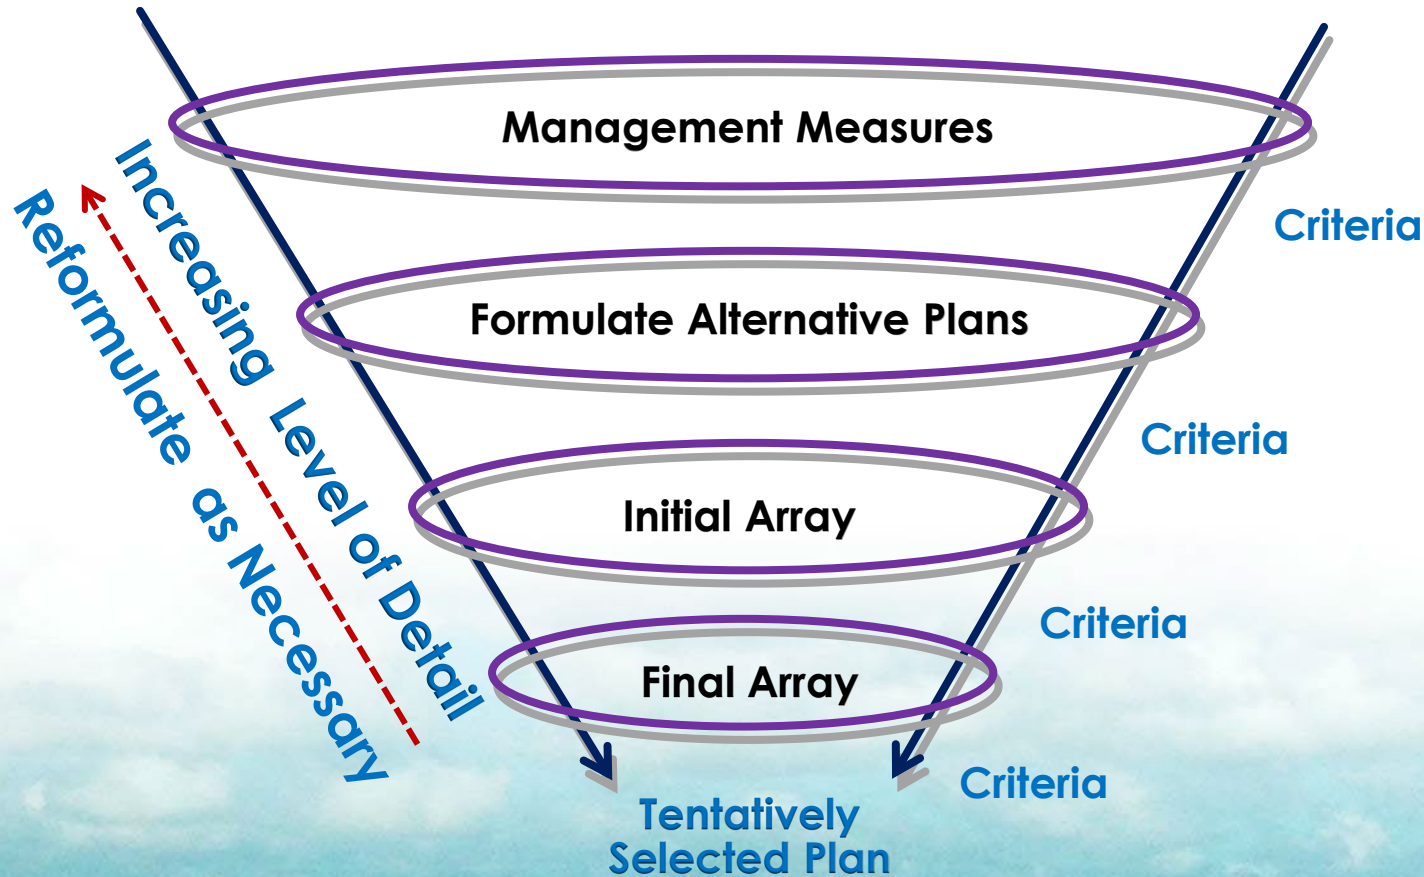 Management Measures
Criteria
Formulate Alternative Plans
Criteria
Initial Array
Criteria
Final Array
Criteria
Tentatively
Selected Plan
Increasing Level of Detail
Reformulate as Necessary